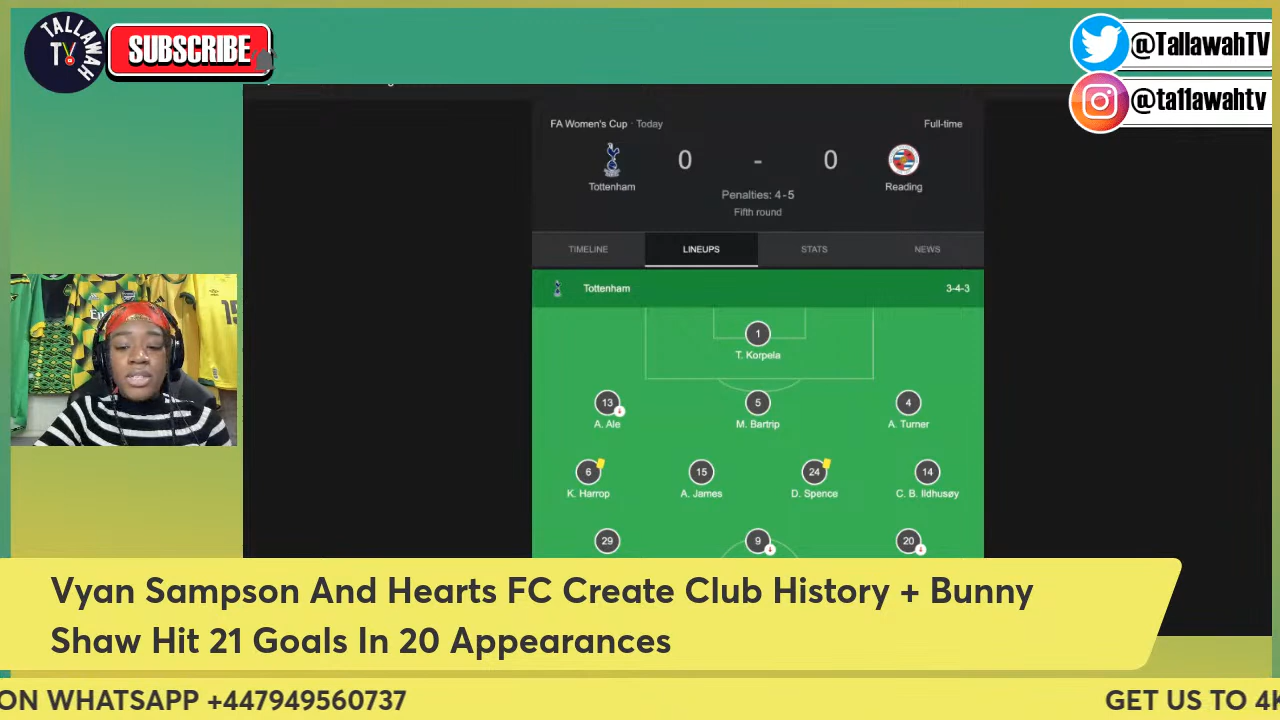 TALLAWAH
TV
SUBSCRIBE
@TallawahTV
@ta11awahtv
FA Women's Cup · Today
Full-time
0 - 0
Tottenham
Reading
Penalties: 4-5
Fifth round
TIMELINE
LINEUPS
STATS
NEWS
Tottenham
3-4-3
1
T. Korpela
13
5
4
A. Ale
M. Bartrip
A. Turner
6
15
24
14
K. Harrop
A. James
D. Spence
C. B. Ildhusøy
29
9
20
Vyan Sampson And Hearts FC Create Club History + Bunny
Shaw Hit 21 Goals In 20 Appearances
ON WHATSAPP +447949560737
GET US TO 4K